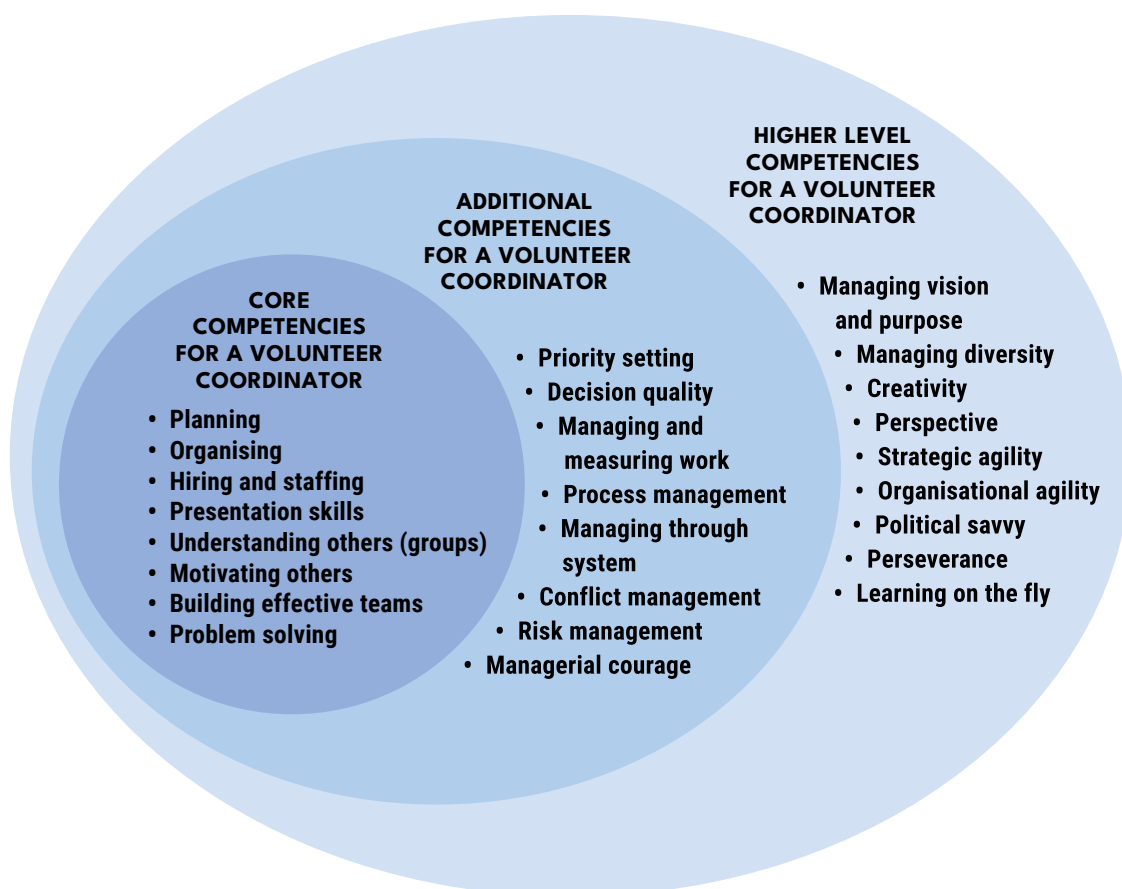 CORE
COMPETENCIES
FOR A VOLUNTEER
COORDINATOR
• Planning
• Organising
• Hiring and staffing
• Presentation skills
• Understanding others (groups)
• Motivating others
• Building effective teams
• Problem solving
ADDITIONAL
COMPETENCIES
FOR A VOLUNTEER
COORDINATOR
• Priority setting
• Decision quality
• Managing and
measuring work
• Process management
• Managing through
system
• Conflict management
• Risk management
• Managerial courage
HIGHER LEVEL
COMPETENCIES
FOR A VOLUNTEER
COORDINATOR
• Managing vision
and purpose
• Managing diversity
• Creativity
• Perspective
• Strategic agility
• Organisational agility
• Political savvy
• Perseverance
• Learning on the fly